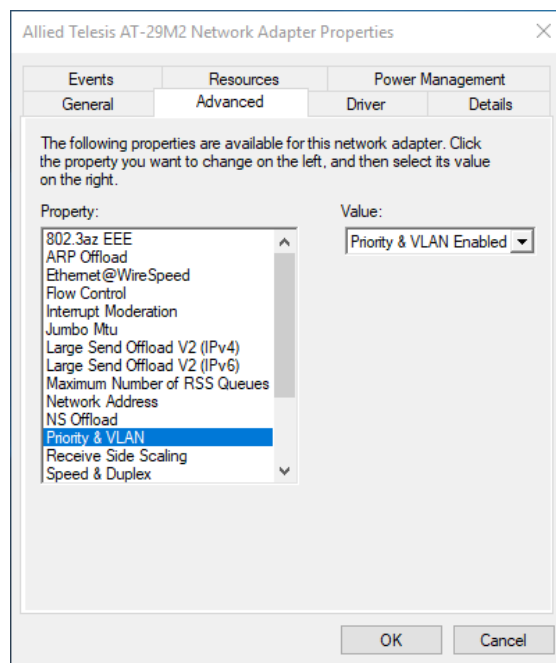 Allied Telesis AT-29M2 Network Adapter Properties
Events Resources Power Management
General Advanced Driver Details
The following properties are available for this network adapter. Click
the property you want to change on the left, and then select its value
on the right.
Property: Value:
802.3az EEE Priority & VLAN Enabled
ARP Offload
Ethernet@WireSpeed
Flow Control
Interrupt Moderation
Jumbo Mtu
Large Send Offload V2 (IPv4)
Large Send Offload V2 (IPv6)
Maximum Number of RSS Queues
Network Address
NS Offload
Priority & VLAN
Receive Side Scaling
Speed & Duplex
OK Cancel